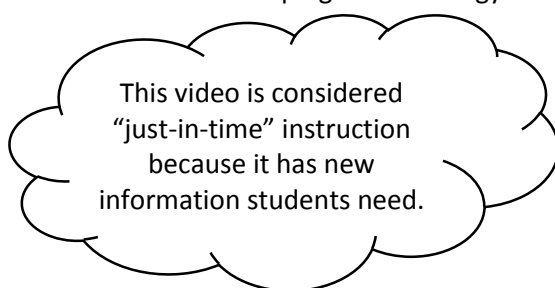 This video is considered
“just-in-time” instruction
because it has new
information students need.